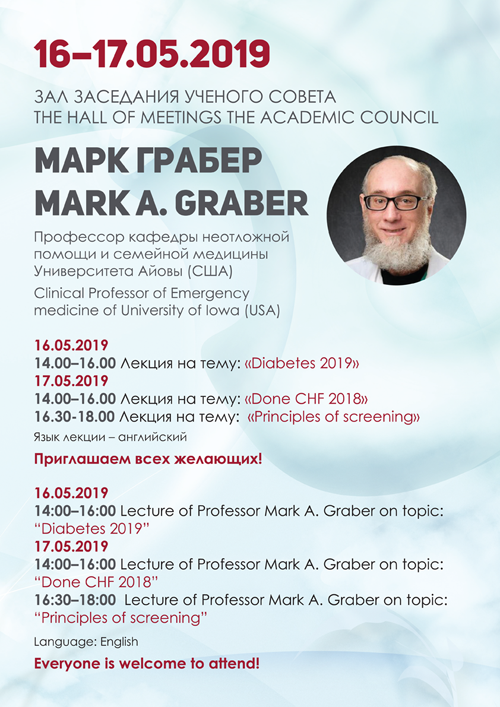 16–17.05.2019
ЗАЛ ЗАСЕДАНИЯ УЧЕНОГО СОВЕТА
THE HALL OF MEETINGS THE ACADEMIC COUNCIL
МАРК ГРАБЕР
MARK A. GRABER
Профессор кафедры неотложной
помощи и семейной медицины
Университета Айовы (США)
Clinical Professor of Emergency
medicine of University of Iowa (USA)
16.05.2019
14.00–16.00 Лекция на тему: «Diabetes 2019»
17.05.2019
14.00–16.00 Лекция на тему: «Done CHF 2018»
16.30-18.00 Лекция на тему: «Principles of screening»
Язык лекции – английский
Приглашаем всех желающих!
16.05.2019
14:00–16:00 Lecture of Professor Mark A. Graber on topic:
“Diabetes 2019”
17.05.2019
14:00–16:00 Lecture of Professor Mark A. Graber on topic:
“Done CHF 2018”
16:30–18:00 Lecture of Professor Mark A. Graber on topic:
“Principles of screening”
Language: English
Everyone is welcome to attend!